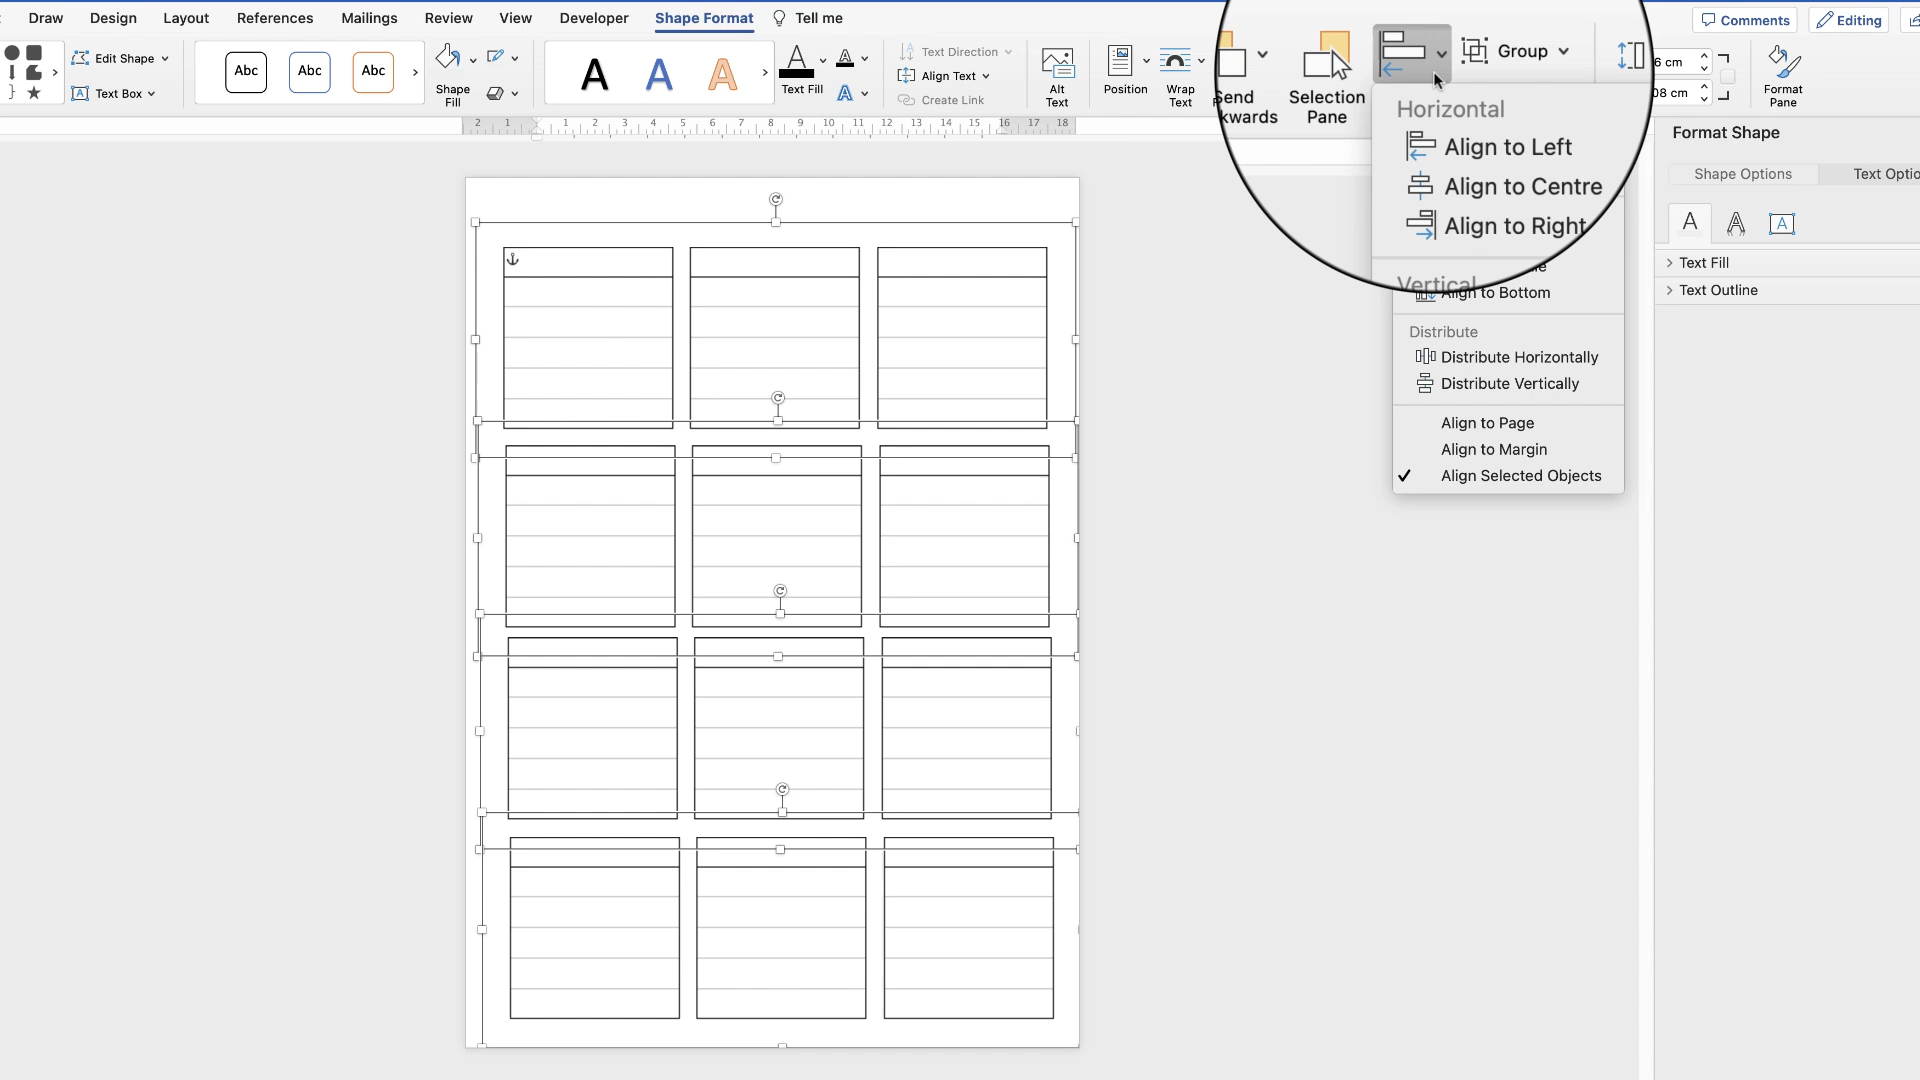 Draw Design Layout References Mailings Review View Developer Shape Format Tell me
Comments Editing
Edit Shape
Text Box
Abc Abc Abc
Shape
Fill
A A A
Text Fill
Text Direction
Align Text
Create Link
Alt
Text
Position
Wrap
Text
Send
kwards
Selection
Pane
Group
6 cm
08 cm
Format
Pane
2 1 1 2 3 4 5 6 7 8 9 10 11 12 13 14 15 16 17 18
Horizontal
Align to Left
Align to Centre
Align to Right
Vertical
Align to Bottom
Distribute
Distribute Horizontally
Distribute Vertically
Align to Page
Align to Margin
Align Selected Objects
Format Shape
Shape Options Text Optio
Text Fill
Text Outline